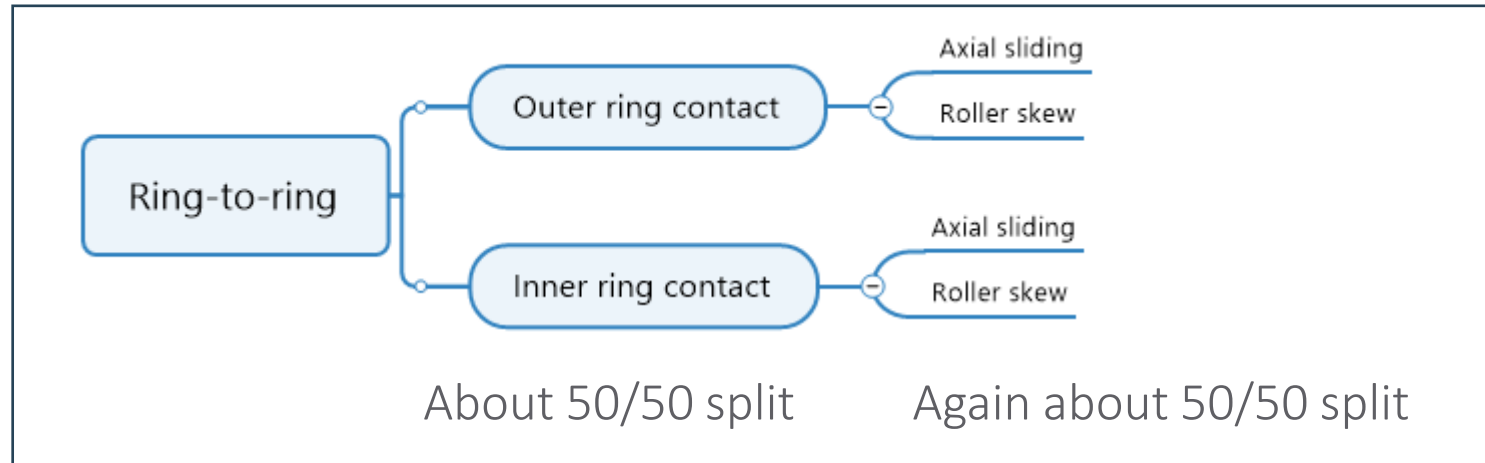 Ring-to-ring
Outer ring contact
Axial sliding
Roller skew
Inner ring contact
Axial sliding
Roller skew
About 50/50 split
Again about 50/50 split